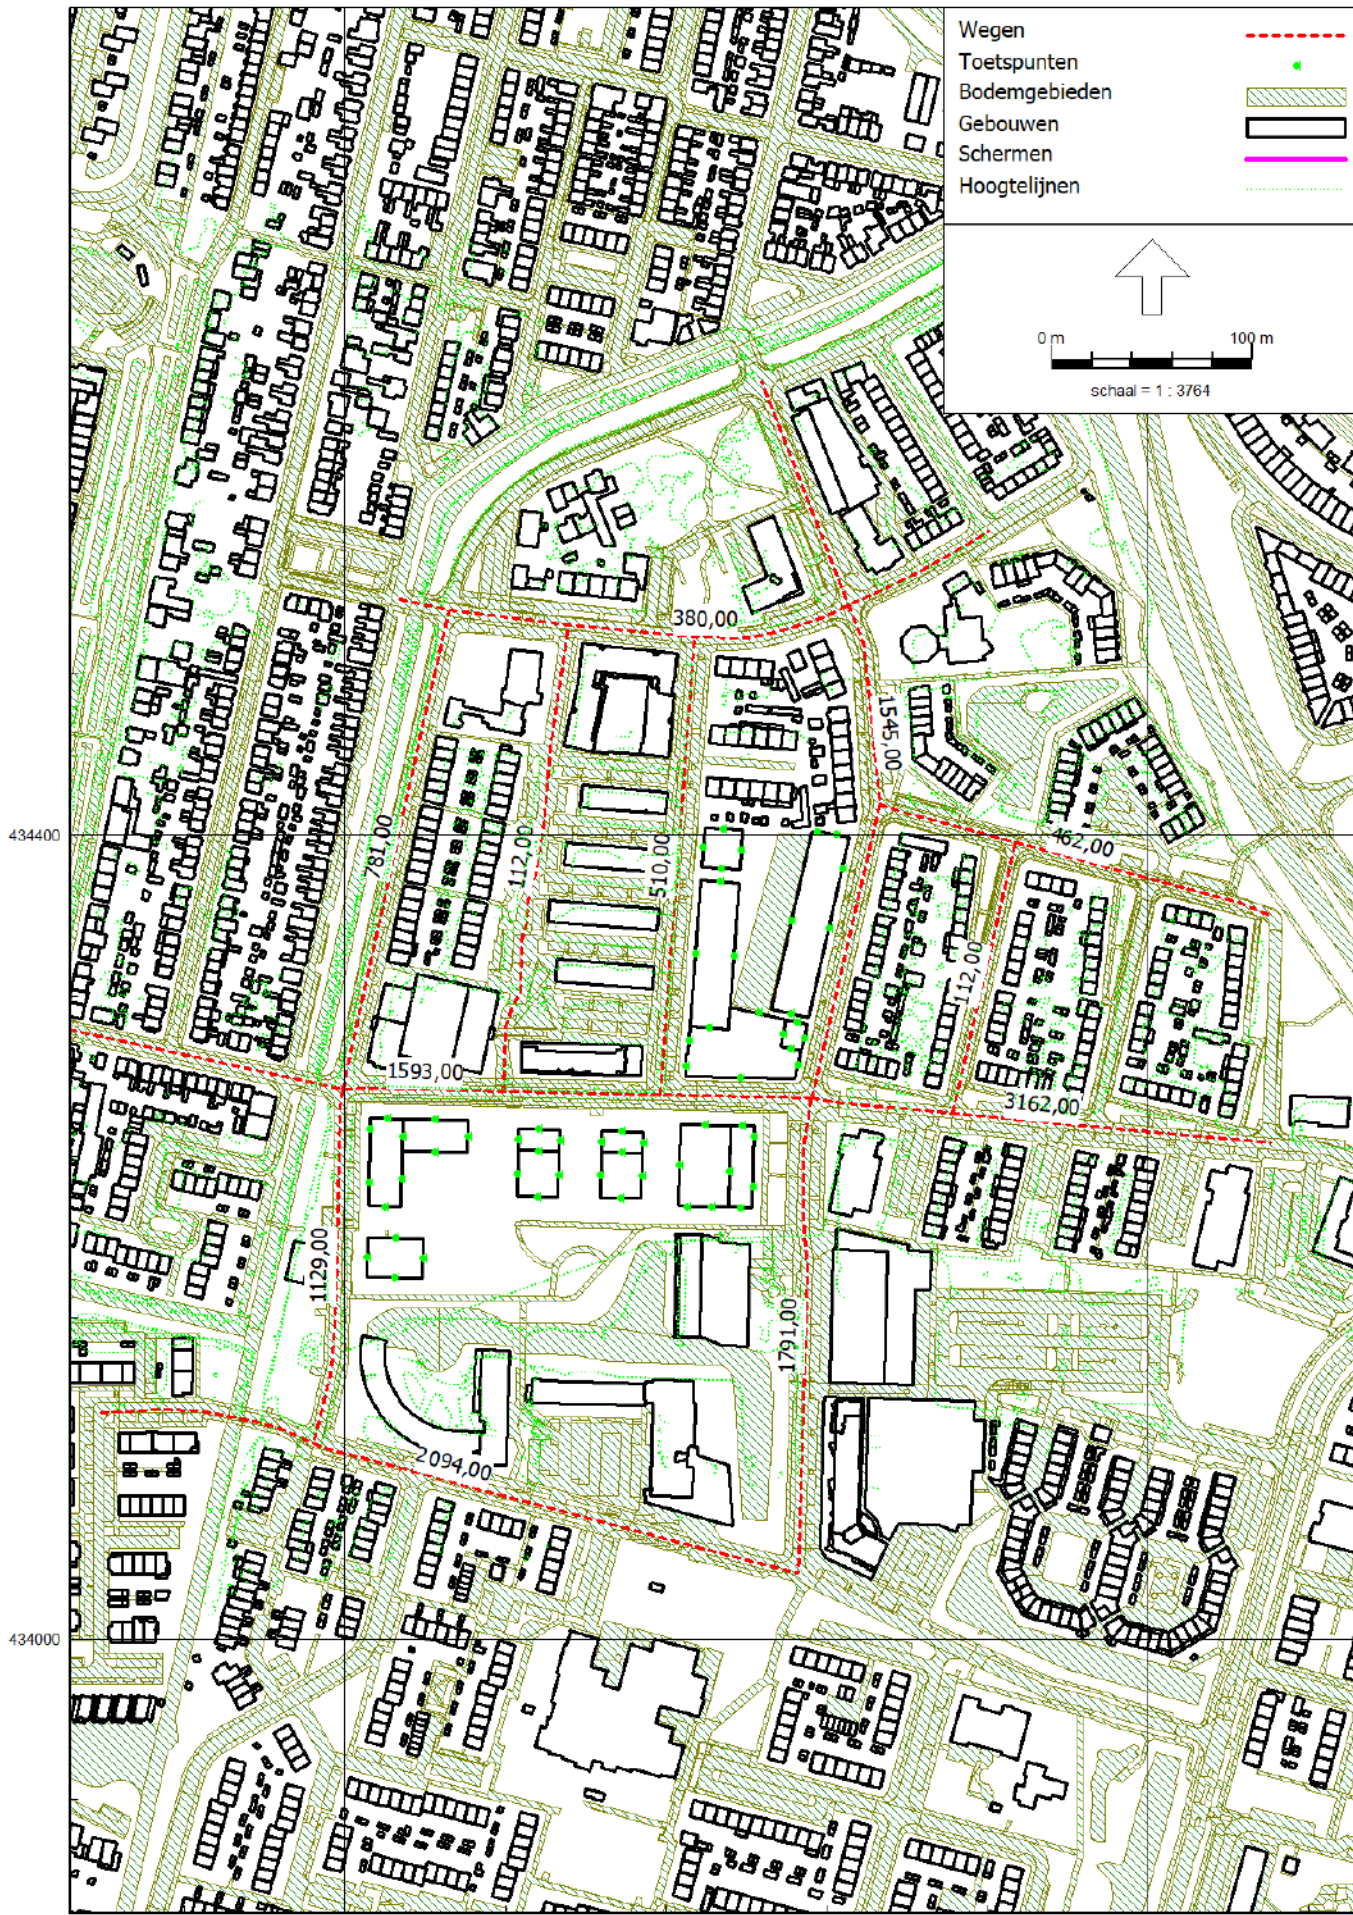 Wegen
Toetspunten
Bodemgebieden
Gebouwen
Schermen
Hoogtelijnen
0 m 100 m
schaal = 1 : 3764
380,00
1545,00
434400
781,00
112,00
510,00
462,00
112,00
1593,00
3162,00
1129,00
1791,00
2094,00
434000